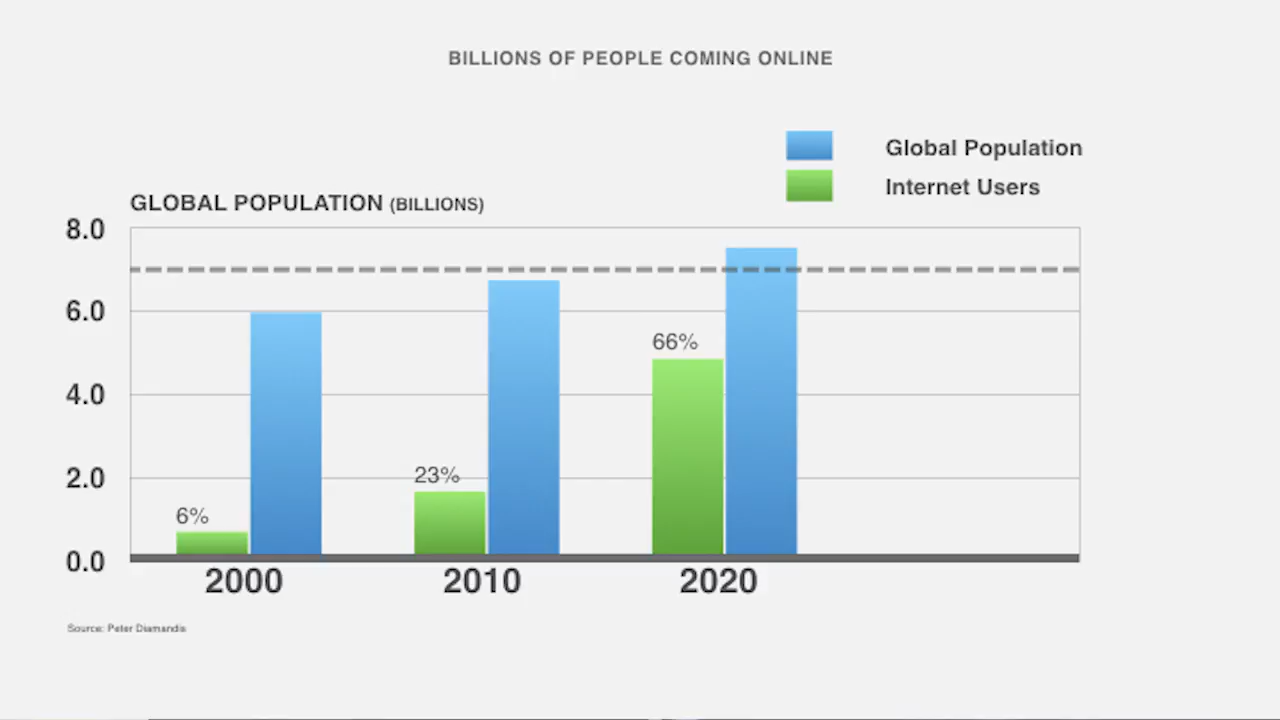 BILLIONS OF PEOPLE COMING ONLINE
Global Population
Internet Users
GLOBAL POPULATION (BILLIONS)
8.0
6.0
66%
4.0
2.0
23%
6%
0.0
2000 2010 2020
Source: Peter Diamandis